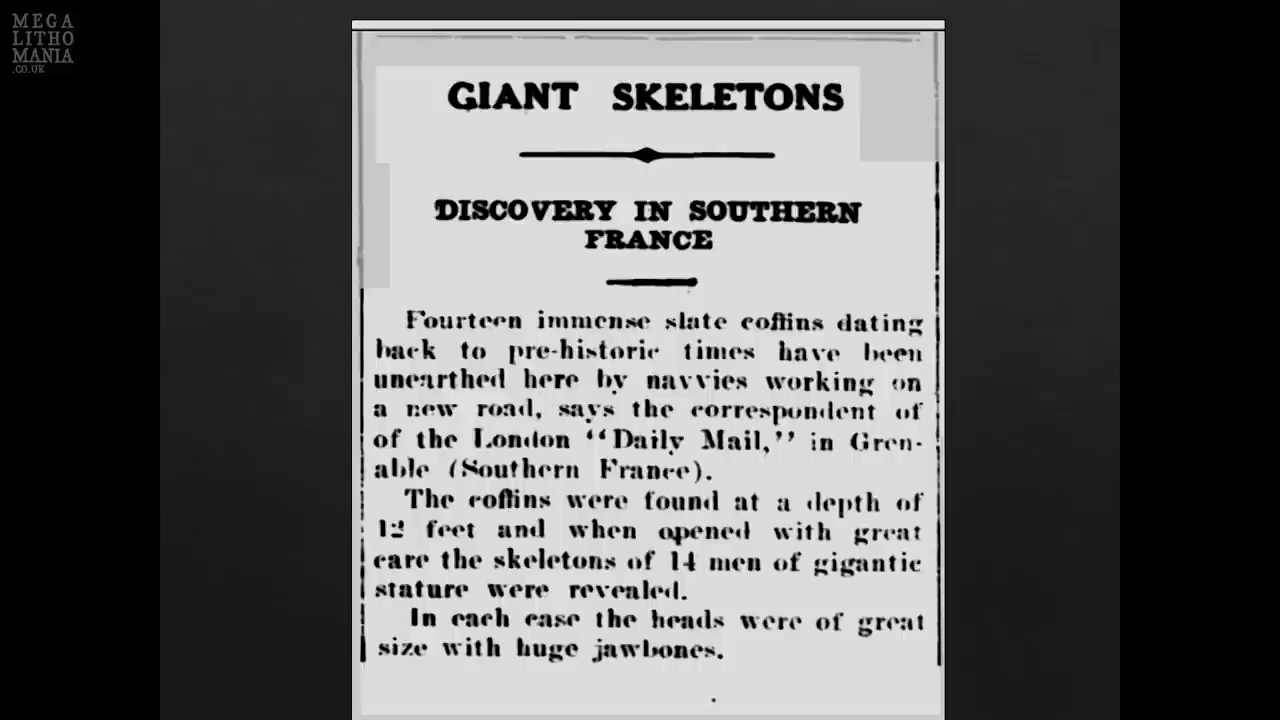 MEGA
LITHO
MANIA
.CO.UK
GIANT SKELETONS
DISCOVERY IN SOUTHERN
FRANCE
Fourteen immense slate coffins dating
back to pre-historic times have been
unearthed here by navvies working on
a new road, says the correspondent of
of the London "Daily Mail," in Gren-
able (Southern France).
The coffins were found at a depth of
12 feet and when opened with great
care the skeletons of 14 men of gigantic
stature were revealed.
In each case the heads were of great
size with huge jawbones.